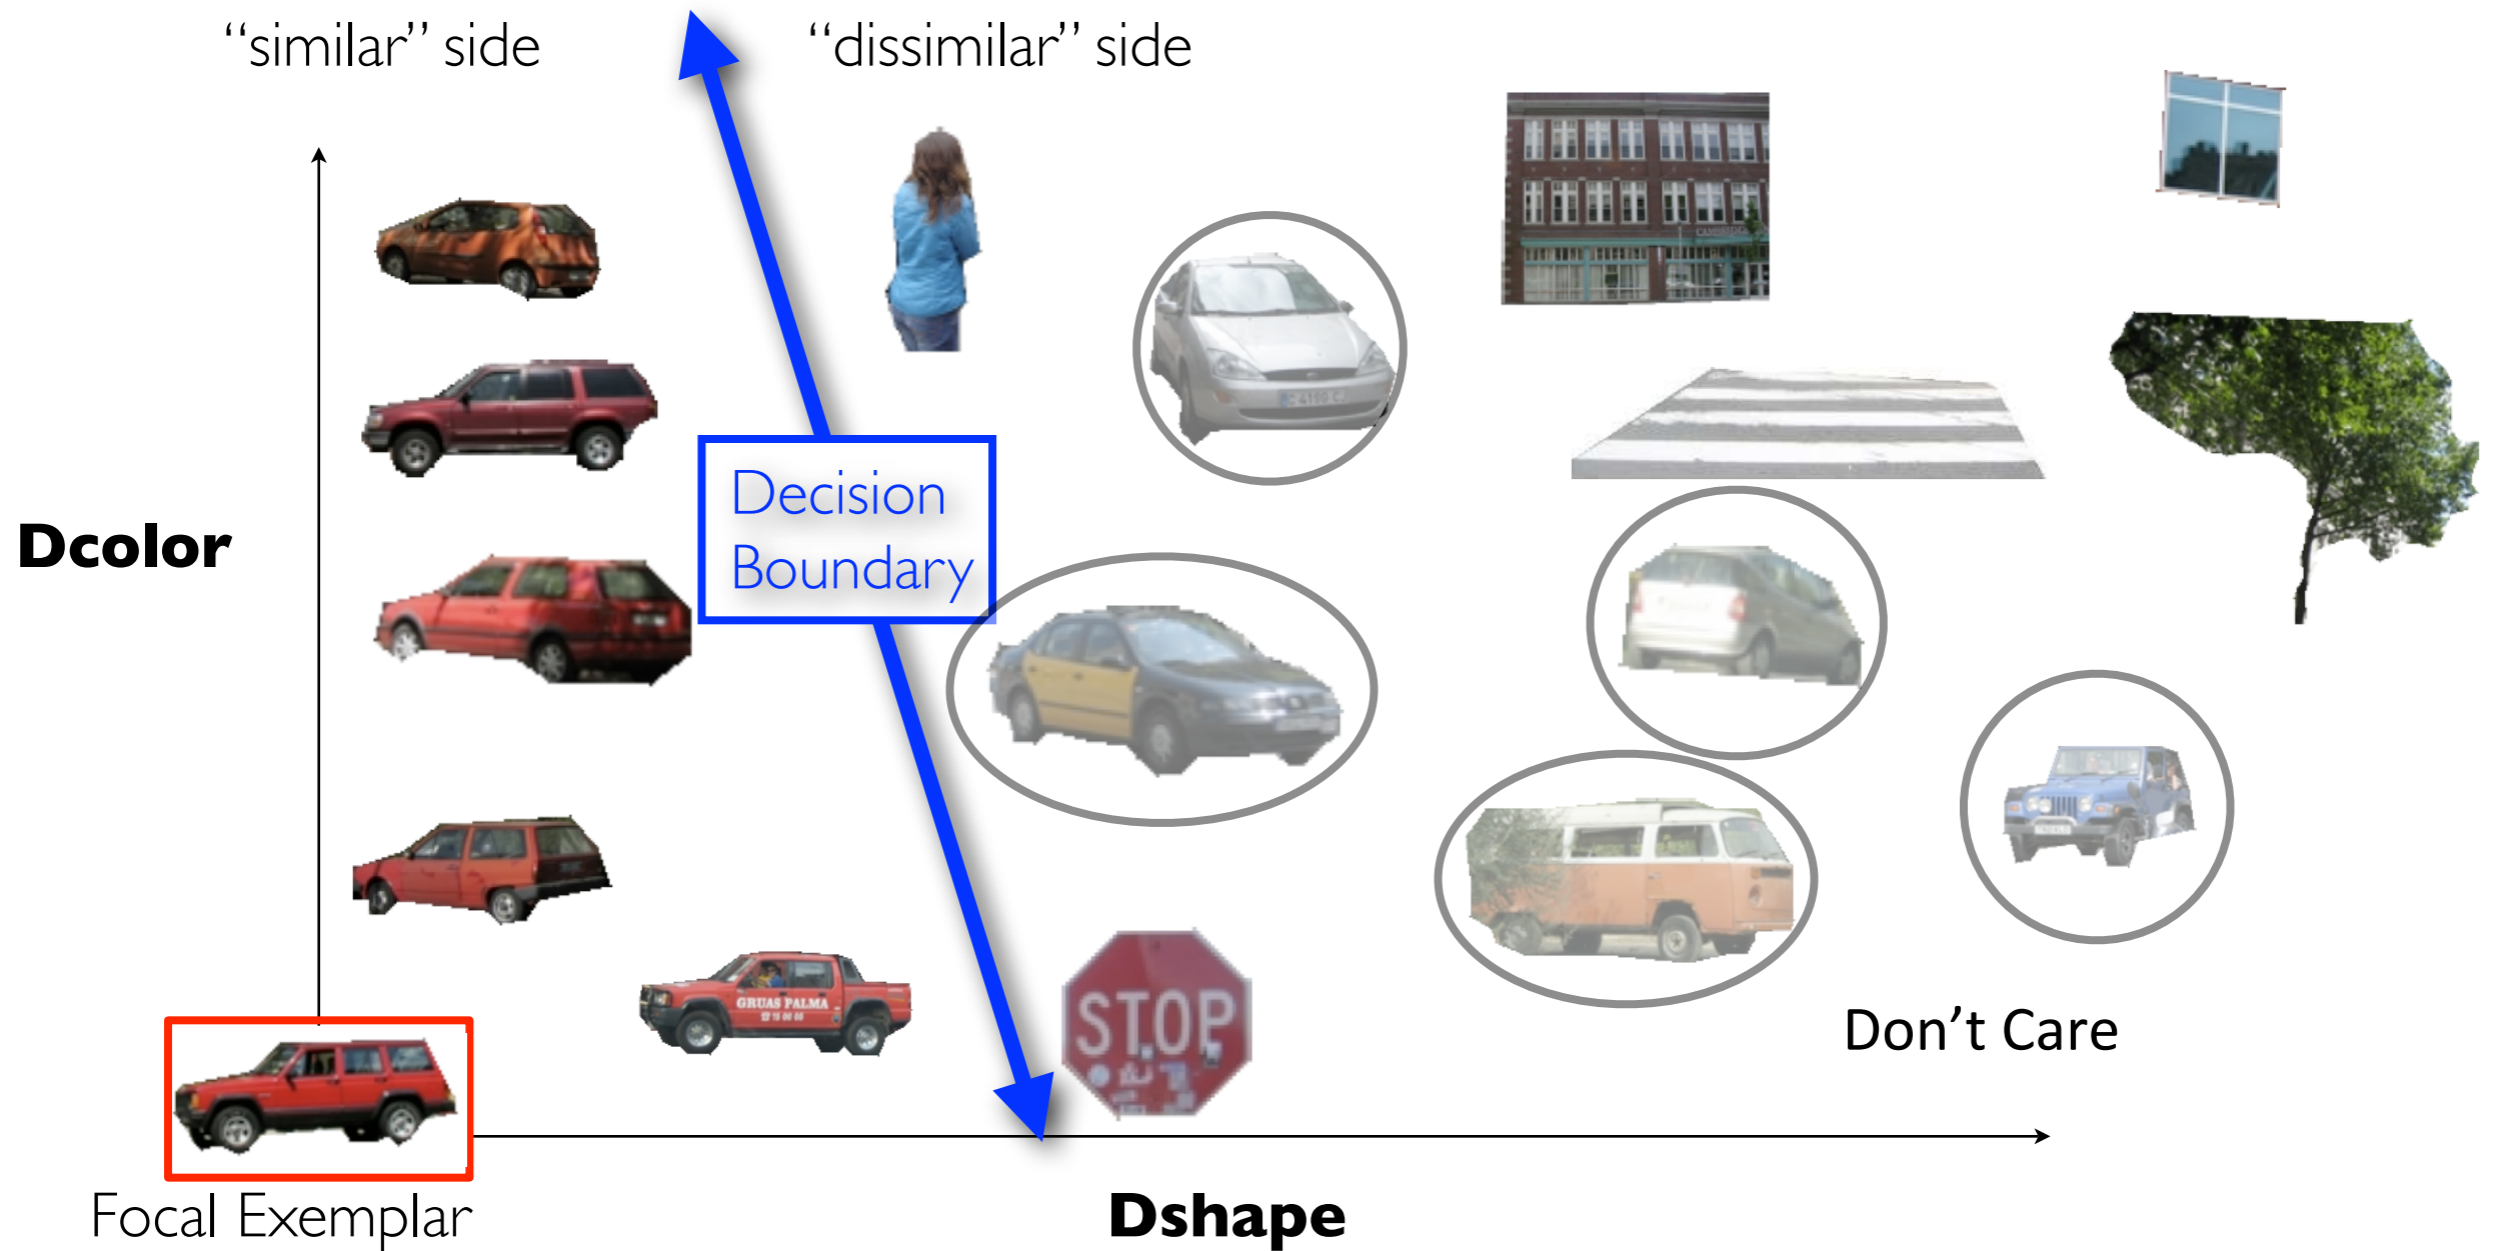 “similar” side
“dissimilar” side
Decision
Boundary
Dcolor
GRUAS PALMA
STOP
Don’t Care
Focal Exemplar
Dshape